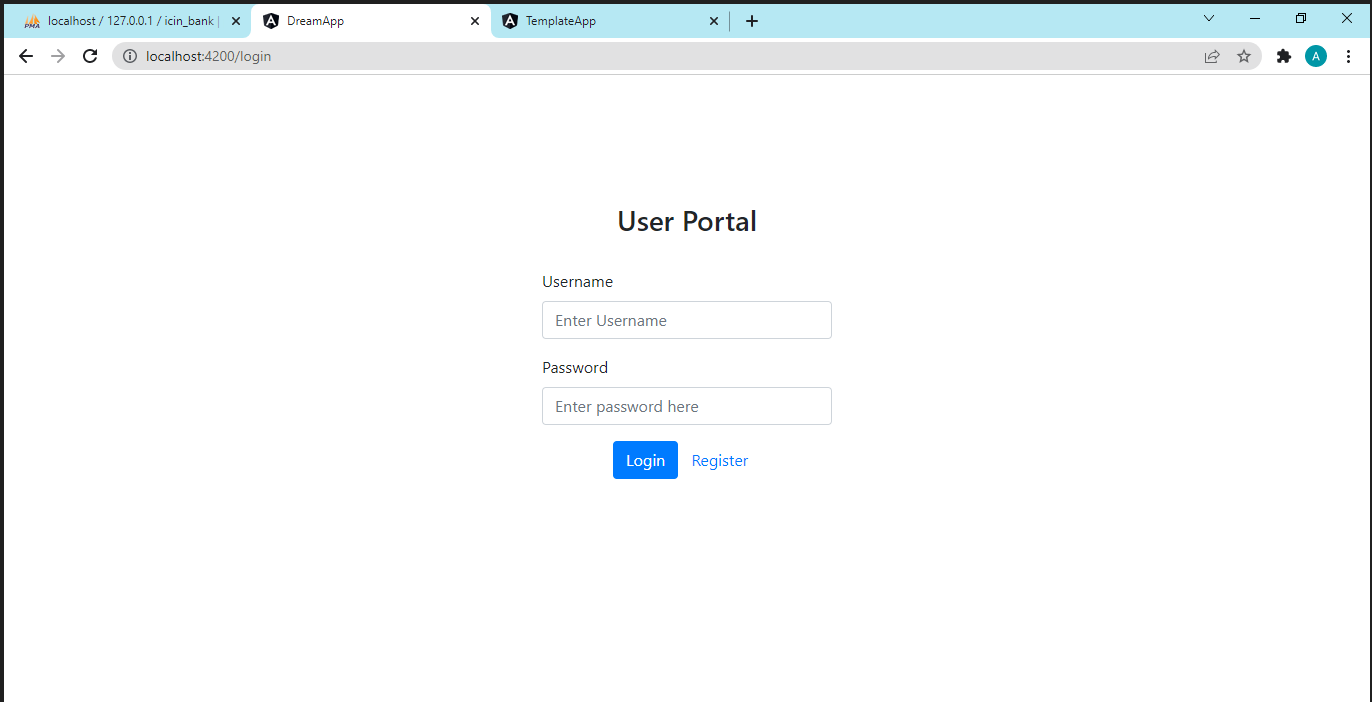 PMA localhost / 127.0.0.1 / icin_bank | DreamApp TemplateApp
localhost:4200/login A
User Portal
Username
Enter Username
Password
Enter password here
Login Register